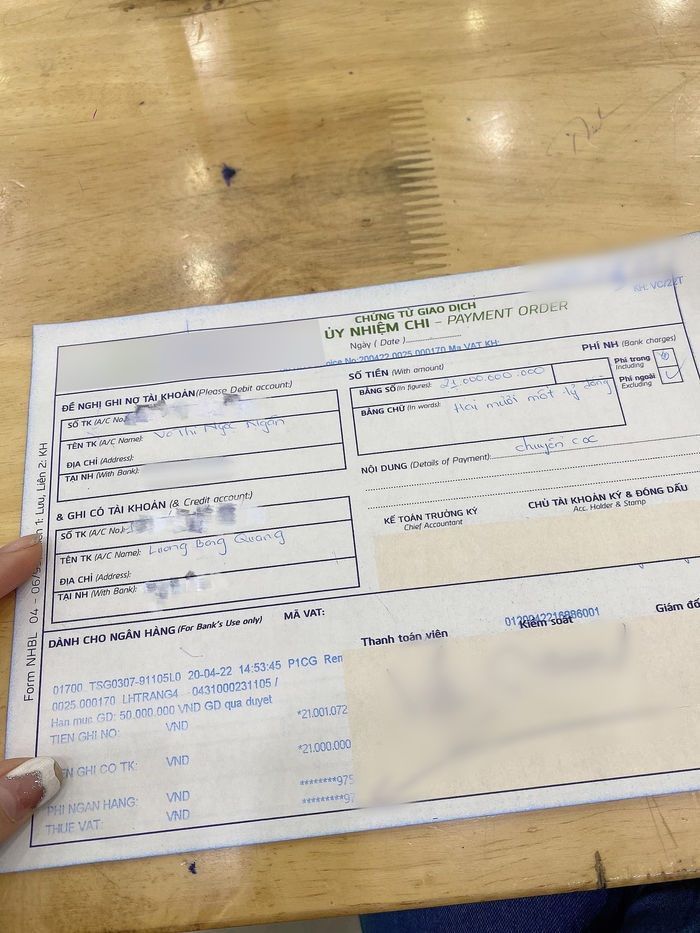 KH: VC/22T
CHỨNG TỪ GIAO DỊCH
ỦY NHIỆM CHI – PAYMENT ORDER
Ngày (Date)
No:200422.0025.000170 Ma VAT KH:
ĐỀ NGHỊ GHI NỢ TÀI KHOẢN (Please Debit account:)
SỐ TK (A/C No.
TÊN TK (A/C Name): Võ Thị Ngọc Ngân
ĐỊA CHỈ (Address):
TẠI NH (With Bank):
SỐ TIỀN (With amount)
BẰNG SỐ (In figures): 21.000.000.000
BẰNG CHỮ (In words): Hai mươi một tỷ đồng
PHÍ NH (Bank charges)
Phí trong
Including
Phí ngoài
Excluding
NỘI DUNG (Details of Payment): chuyển cọc
& GHI CÓ TÀI KHOẢN (& Credit account:)
SỐ TK (A/C No.)
TÊN TK (A/C Name): Lương Bằng Quang
ĐỊA CHỈ (Address):
TẠI NH (With Bank):
KẾ TOÁN TRƯỞNG KÝ
Chief Accountant
CHỦ TÀI KHOẢN KÝ & ĐÓNG DẤU
Acc. Holder & Stamp
DÀNH CHO NGÂN HÀNG (For Bank's Use only)
MÃ VAT:
Thanh toán viên
Kiểm soát
Giám đố
01700 TSG0307-91105L0 20-04-22 14:53:45 P1CG Rem
0025.000170 LHTRANG4 0431000231105 /
Han muc GD: 50.000.000 VND GD qua duyet
TIEN GHI NO: VND *21.001.072
EN GHI CO TK: VND *21.000.000
PHI NGAN HANG: VND ********975
THUE VAT: VND ********97
Form NHBL 04 - 06/9
1: Lưu, Liên 2: KH